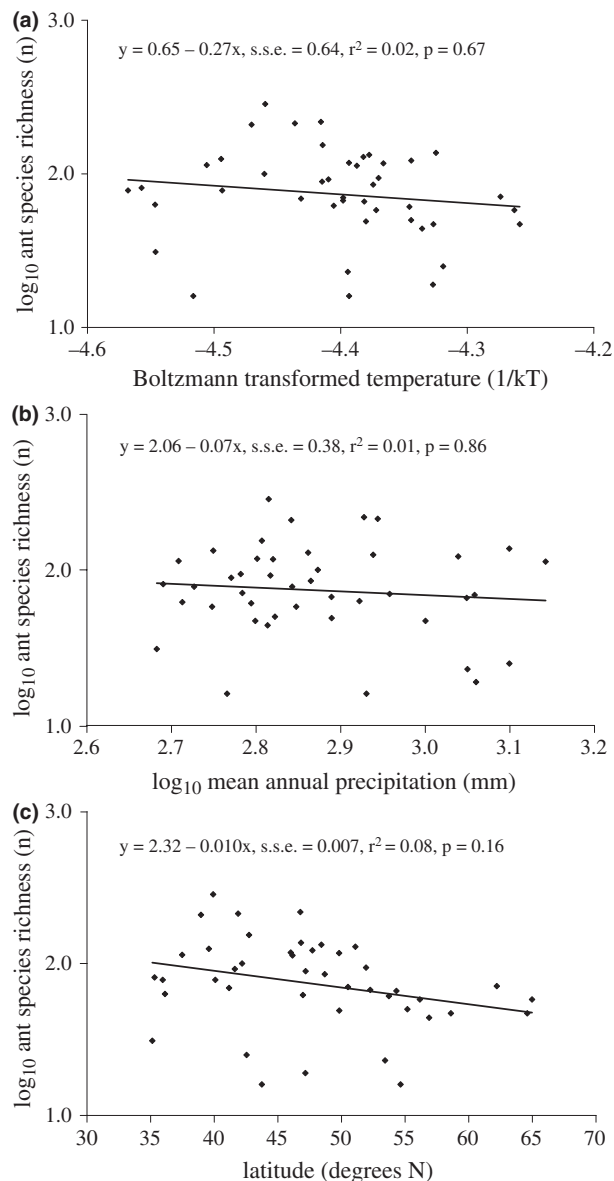 (a)
3.0
y = 0.65 – 0.27x, s.s.e. = 0.64, r² = 0.02, p = 0.67
log₁₀ ant species richness (n)
2.0
1.0
–4.6 –4.5 –4.4 –4.3 –4.2
Boltzmann transformed temperature (1/kT)
(b)
3.0
y = 2.06 – 0.07x, s.s.e. = 0.38, r² = 0.01, p = 0.86
log₁₀ ant species richness (n)
2.0
1.0
2.6 2.7 2.8 2.9 3.0 3.1 3.2
log₁₀ mean annual precipitation (mm)
(c)
3.0
y = 2.32 – 0.010x, s.s.e. = 0.007, r² = 0.08, p = 0.16
log₁₀ ant species richness (n)
2.0
1.0
30 35 40 45 50 55 60 65 70
latitude (degrees N)